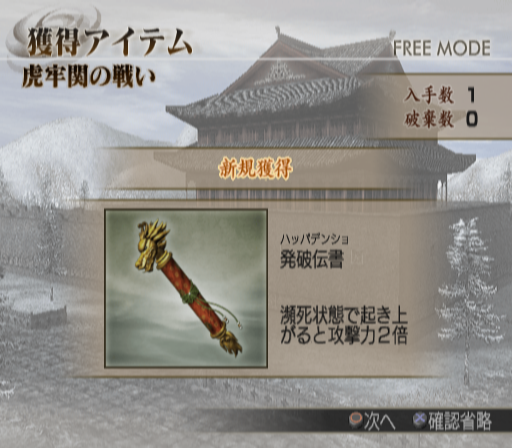 獲得アイテム
FREE MODE
虎牢関の戦い
入手数 1
破棄数 0
新規獲得
ハッパデンショ
発破伝書
瀕死状態で起き上
がると攻撃力2倍
次へ 確認省略